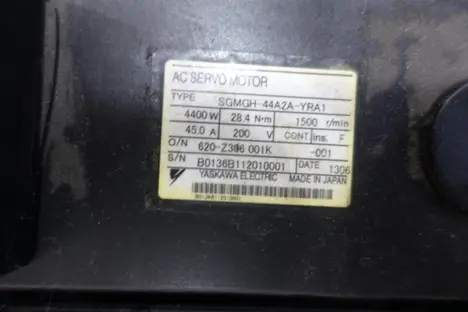 AC SERVO MOTOR
TYPE SGMGH-44A2A-YRA1
4400 W 28.4 N·m 1500 r/min
45.0 A 200 V CONT. ins. F
O/N 620-Z306 001K -001
S/N B0136B112010001 DATE 1306
YASKAWA ELECTRIC MADE IN JAPAN